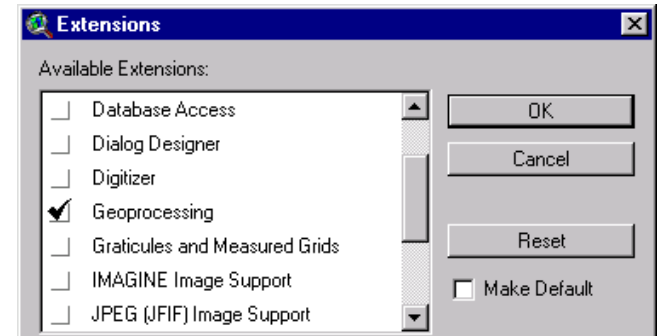 Extensions
Available Extensions:
Database Access
Dialog Designer
Digitizer
Geoprocessing
Graticules and Measured Grids
IMAGINE Image Support
JPEG (JFIF) Image Support
OK
Cancel
Reset
Make Default